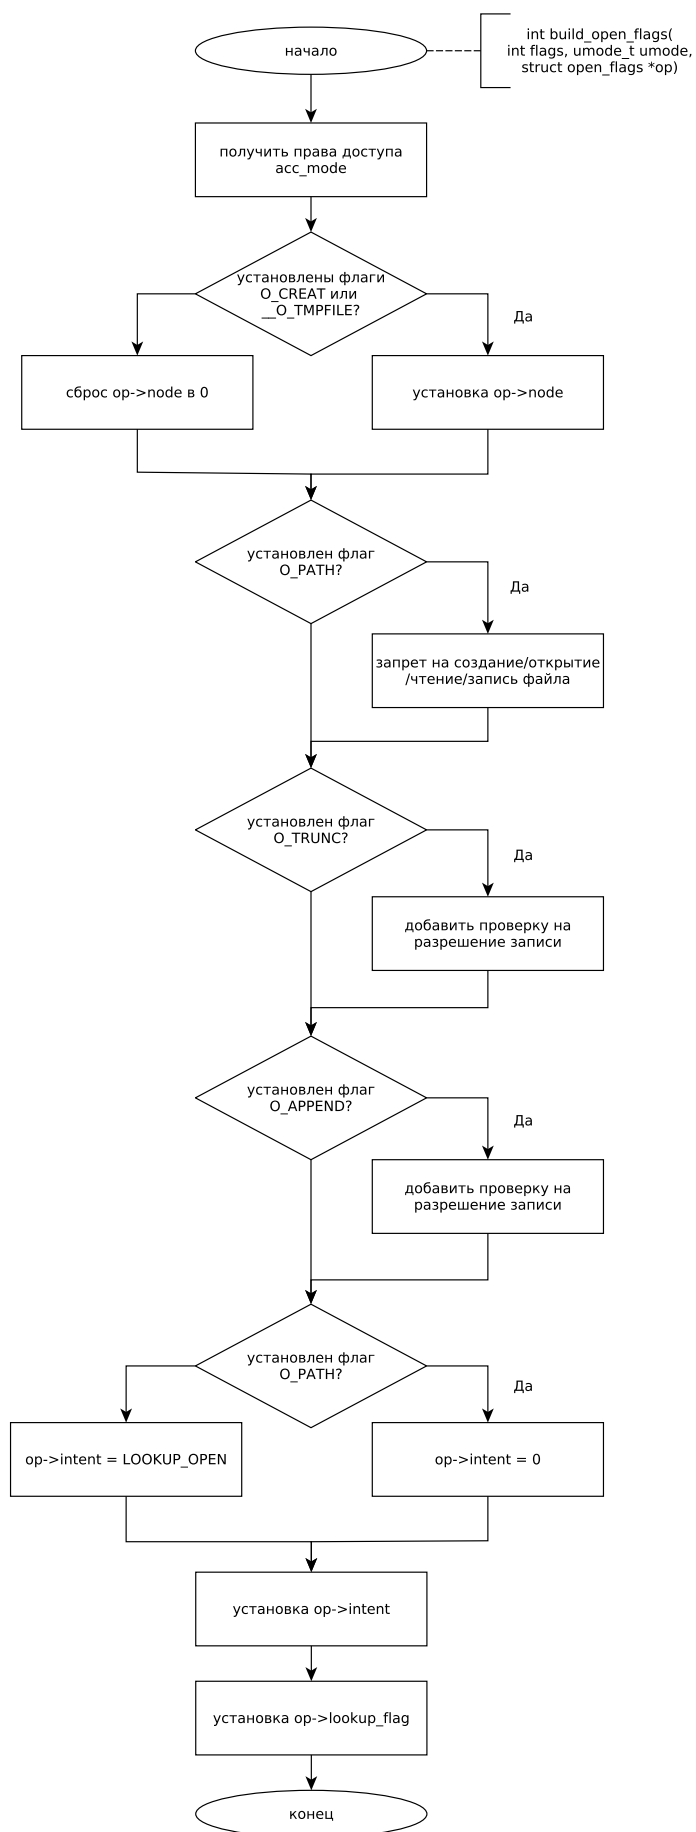 начало
int build_open_flags(
int flags, umode_t umode,
struct open_flags *op)
получить права доступа
acc_mode
установлены флаги
O_CREAT или
__O_TMPFILE?
Да
сброс op->node в 0
установка op->node
установлен флаг
O_PATH?
Да
запрет на создание/открытие
/чтение/запись файла
установлен флаг
O_TRUNC?
Да
добавить проверку на
разрешение записи
установлен флаг
O_APPEND?
Да
добавить проверку на
разрешение записи
установлен флаг
O_PATH?
Да
op->intent = LOOKUP_OPEN
op->intent = 0
установка op->intent
установка op->lookup_flag
конец